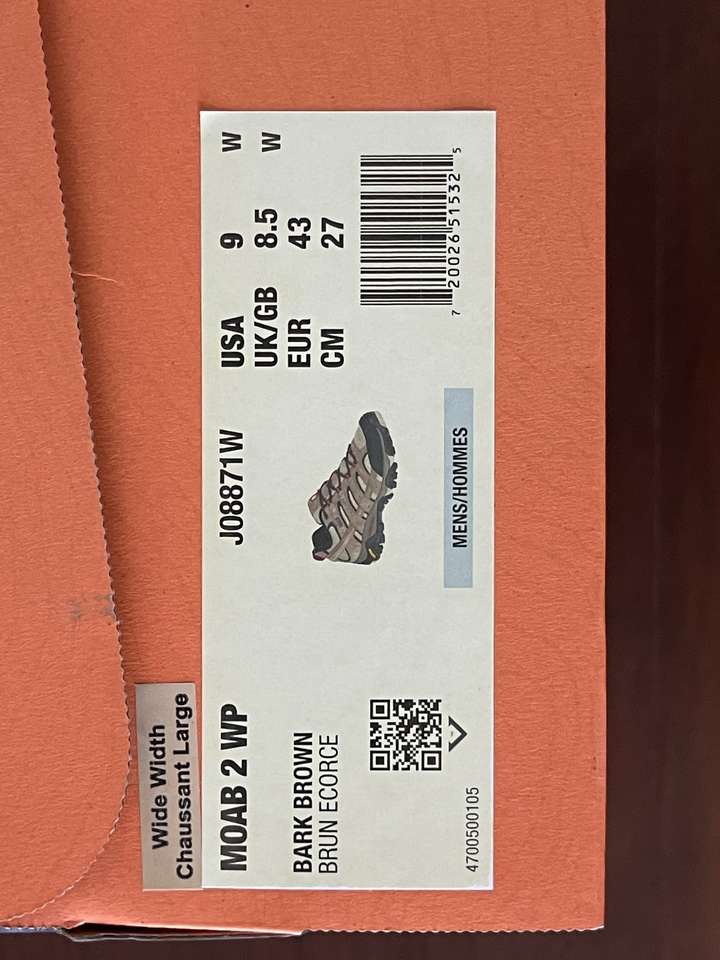 Wide Width
Chaussant Large
MOAB 2 WP
BARK BROWN
BRUN ECORCE
4700500105
J08871W
MENS/HOMMES
USA 9 W
UK/GB 8.5 W
EUR 43
CM 27
7 20026 51532 5